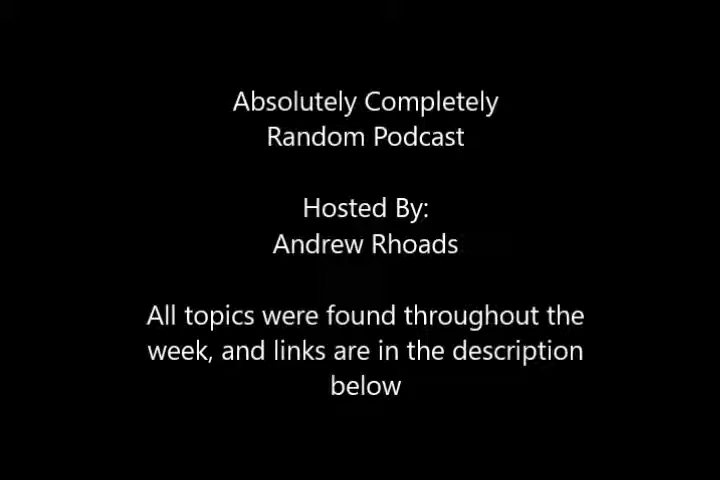 Absolutely Completely
Random Podcast
Hosted By:
Andrew Rhoads
All topics were found throughout the
week, and links are in the description
below